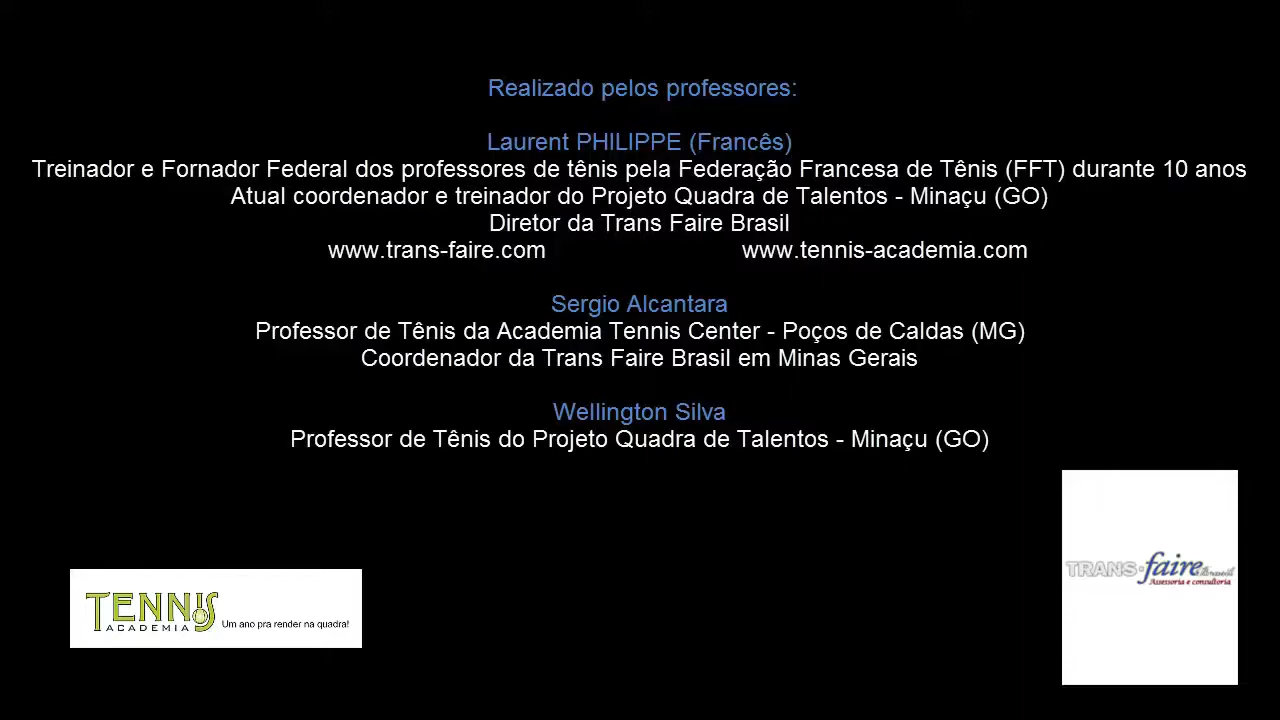 Realizado pelos professores:
Laurent PHILIPPE (Francês)
Treinador e Fornador Federal dos professores de tênis pela Federação Francesa de Tênis (FFT) durante 10 anos
Atual coordenador e treinador do Projeto Quadra de Talentos - Minaçu (GO)
Diretor da Trans Faire Brasil
www.trans-faire.com www.tennis-academia.com
Sergio Alcantara
Professor de Tênis da Academia Tennis Center - Poços de Caldas (MG)
Coordenador da Trans Faire Brasil em Minas Gerais
Wellington Silva
Professor de Tênis do Projeto Quadra de Talentos - Minaçu (GO)
TENNIS
ACADEMIA Um ano pra render na quadra!
TRANS·faire
Assessoria e consultoria